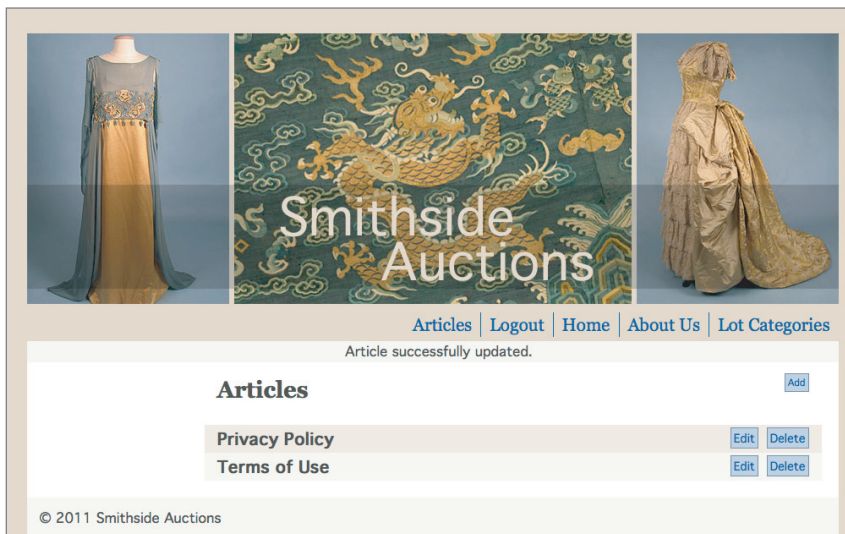 Smithside
Auctions
Articles Logout Home About Us Lot Categories
Article successfully updated.
Articles Add
Privacy Policy Edit Delete
Terms of Use Edit Delete
© 2011 Smithside Auctions